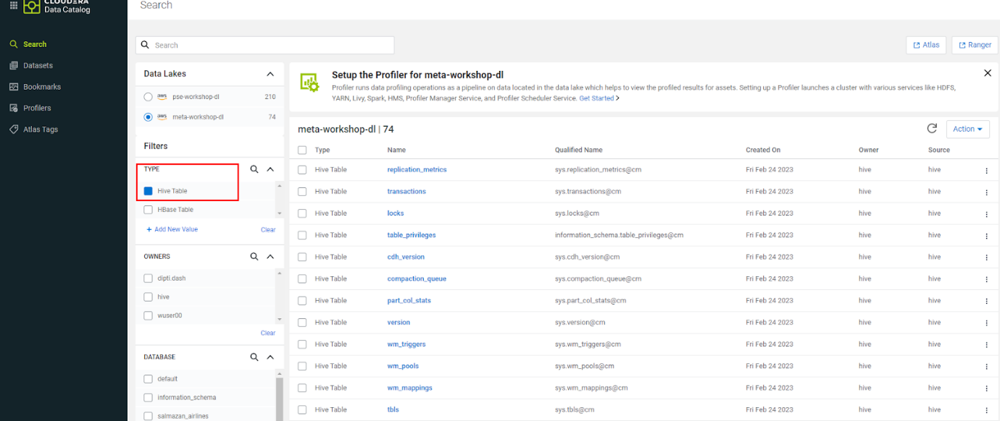 CLOUDERA
Data Catalog
Search
Datasets
Bookmarks
Profilers
Atlas Tags
Search
Search
Atlas
Ranger
Data Lakes
aws pse-workshop-dl 210
aws meta-workshop-dl 74
Filters
TYPE
Hive Table
HBase Table
+ Add New Value Clear
OWNERS
dipti.dash
hive
wuser00
Clear
DATABASE
default
information_schema
salmazan_airlines
Setup the Profiler for meta-workshop-dl
Profiler runs data profiling operations as a pipeline on data located in the data lake which helps to view the profiled results for assets. Setting up a Profiler launches a cluster with various services like HDFS,
YARN, Livy, Spark, HMS, Profiler Manager Service, and Profiler Scheduler Service. Get Started >
meta-workshop-dl | 74
Action
Type Name Qualified Name Created On Owner Source
Hive Table replication_metrics sys.replication_metrics@cm Fri Feb 24 2023 hive hive
Hive Table transactions sys.transactions@cm Fri Feb 24 2023 hive hive
Hive Table locks sys.locks@cm Fri Feb 24 2023 hive hive
Hive Table table_privileges information_schema.table_privileges@cm Fri Feb 24 2023 hive hive
Hive Table cdh_version sys.cdh_version@cm Fri Feb 24 2023 hive hive
Hive Table compaction_queue sys.compaction_queue@cm Fri Feb 24 2023 hive hive
Hive Table part_col_stats sys.part_col_stats@cm Fri Feb 24 2023 hive hive
Hive Table version sys.version@cm Fri Feb 24 2023 hive hive
Hive Table wm_triggers sys.wm_triggers@cm Fri Feb 24 2023 hive hive
Hive Table wm_pools sys.wm_pools@cm Fri Feb 24 2023 hive hive
Hive Table wm_mappings sys.wm_mappings@cm Fri Feb 24 2023 hive hive
Hive Table tbls sys.tbls@cm Fri Feb 24 2023 hive hive